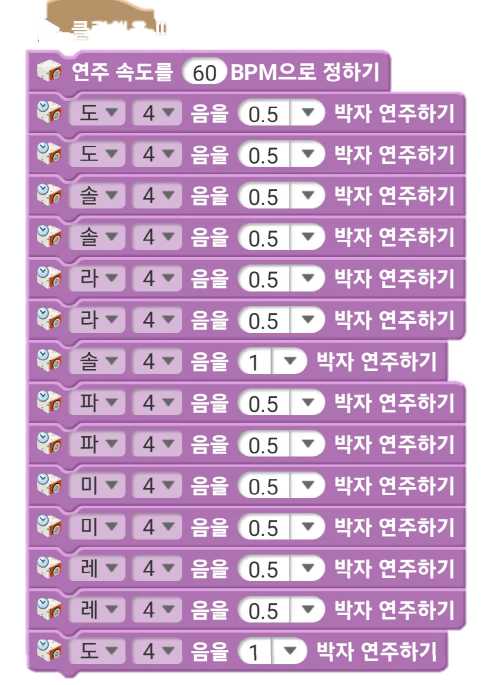 연주 속도를 60 BPM으로 정하기
도 4 음을 0.5 박자 연주하기
도 4 음을 0.5 박자 연주하기
솔 4 음을 0.5 박자 연주하기
솔 4 음을 0.5 박자 연주하기
라 4 음을 0.5 박자 연주하기
라 4 음을 0.5 박자 연주하기
솔 4 음을 1 박자 연주하기
파 4 음을 0.5 박자 연주하기
파 4 음을 0.5 박자 연주하기
미 4 음을 0.5 박자 연주하기
미 4 음을 0.5 박자 연주하기
레 4 음을 0.5 박자 연주하기
레 4 음을 0.5 박자 연주하기
도 4 음을 1 박자 연주하기